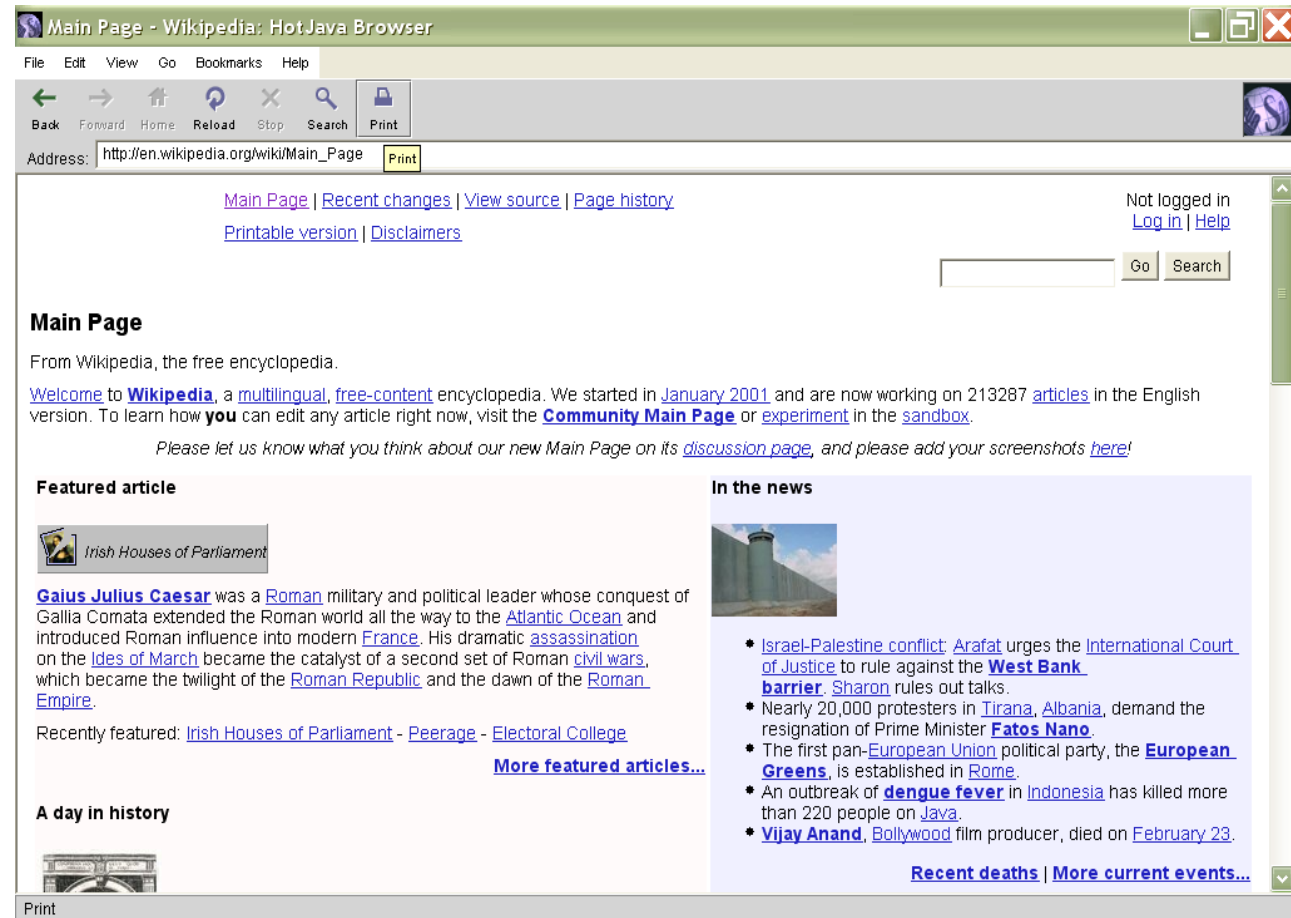 Main Page - Wikipedia: HotJava Browser
File Edit View Go Bookmarks Help
Back Forward Home Reload Stop Search Print
Address: http://en.wikipedia.org/wiki/Main_Page
Print
Main Page | Recent changes | View source | Page history
Printable version | Disclaimers
Not logged in
Log in | Help
Go Search
Main Page
From Wikipedia, the free encyclopedia.
Welcome to Wikipedia, a multilingual, free-content encyclopedia. We started in January 2001 and are now working on 213287 articles in the English
version. To learn how you can edit any article right now, visit the Community Main Page or experiment in the sandbox.
Please let us know what you think about our new Main Page on its discussion page, and please add your screenshots here!
Featured article
Irish Houses of Parliament
Gaius Julius Caesar was a Roman military and political leader whose conquest of
Gallia Comata extended the Roman world all the way to the Atlantic Ocean and
introduced Roman influence into modern France. His dramatic assassination
on the Ides of March became the catalyst of a second set of Roman civil wars,
which became the twilight of the Roman Republic and the dawn of the Roman
Empire.
Recently featured: Irish Houses of Parliament - Peerage - Electoral College
More featured articles...
A day in history
In the news
• Israel-Palestine conflict: Arafat urges the International Court
of Justice to rule against the West Bank
barrier. Sharon rules out talks.
• Nearly 20,000 protesters in Tirana, Albania, demand the
resignation of Prime Minister Fatos Nano.
• The first pan-European Union political party, the European
Greens, is established in Rome.
• An outbreak of dengue fever in Indonesia has killed more
than 220 people on Java.
• Vijay Anand, Bollywood film producer, died on February 23.
Recent deaths | More current events...
Print